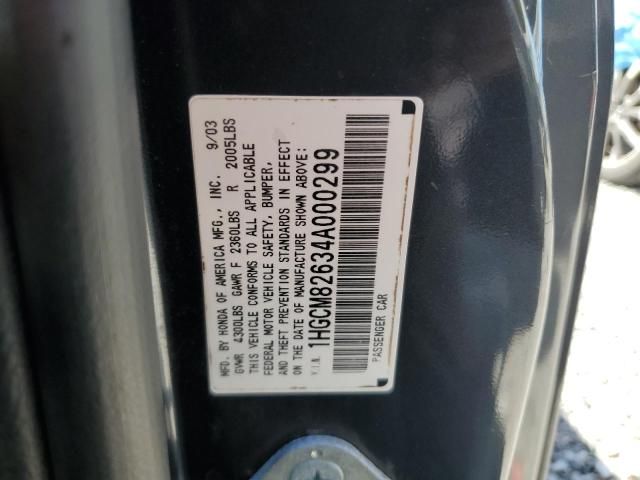 MFD. BY HONDA OF AMERICA MFG., INC. 9/03
GVWR 4300LBS GAWR F 2360LBS R 2005LBS
THIS VEHICLE CONFORMS TO ALL APPLICABLE
FEDERAL MOTOR VEHICLE SAFETY, BUMPER,
AND THEFT PREVENTION STANDARDS IN EFFECT
ON THE DATE OF MANUFACTURE SHOWN ABOVE:
V.I.N. 1HGCM82634A000299
PASSENGER CAR